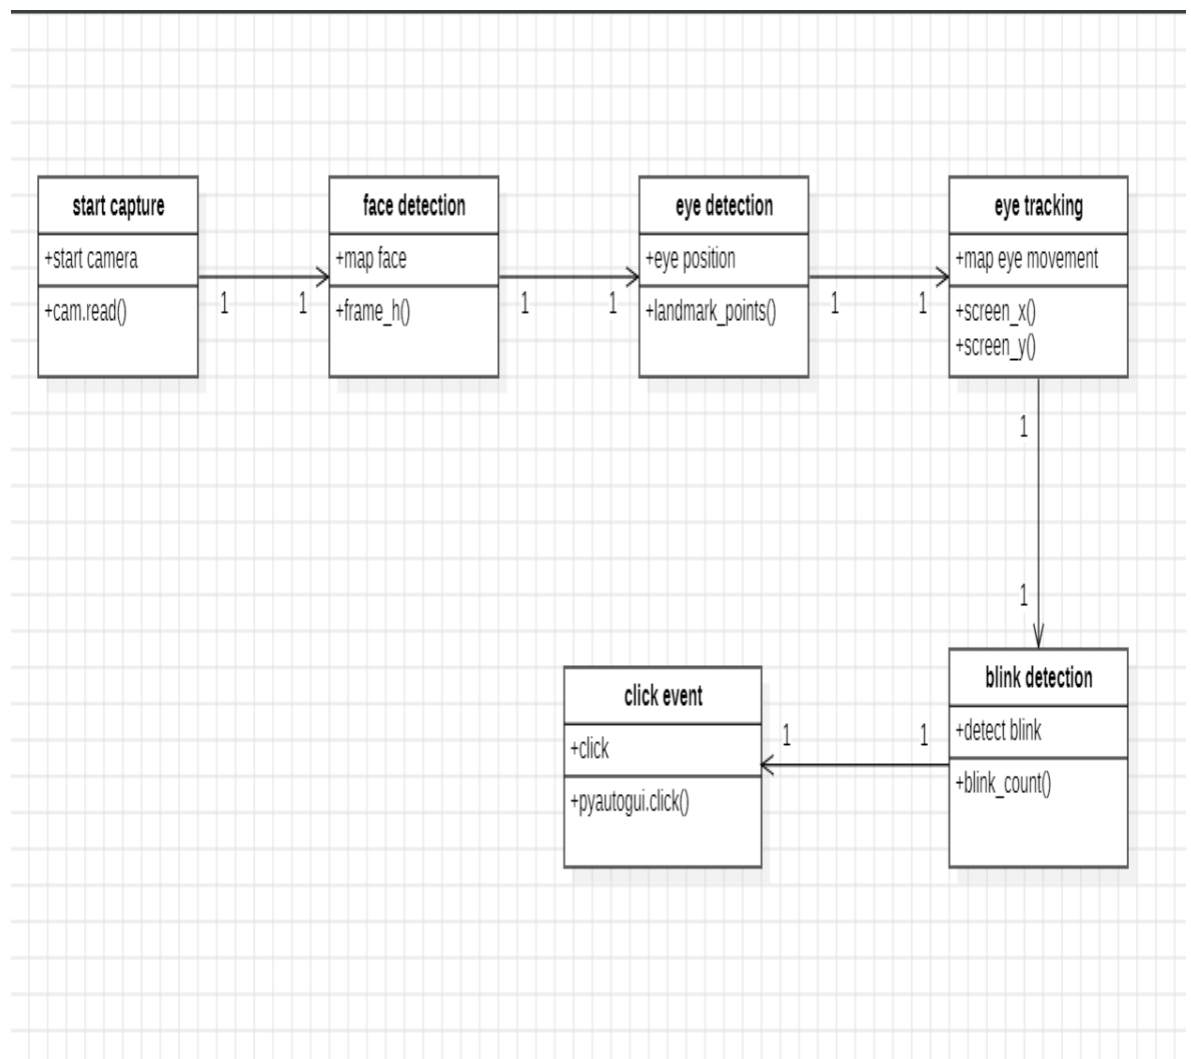 start capture
+start camera
+cam.read()
1
1
face detection
+map face
+frame_h()
1
1
eye detection
+eye position
+landmark_points()
1
1
eye tracking
+map eye movement
+screen_x()
+screen_y()
1
1
blink detection
+detect blink
+blink_count()
1
1
click event
+click
+pyautogui.click()